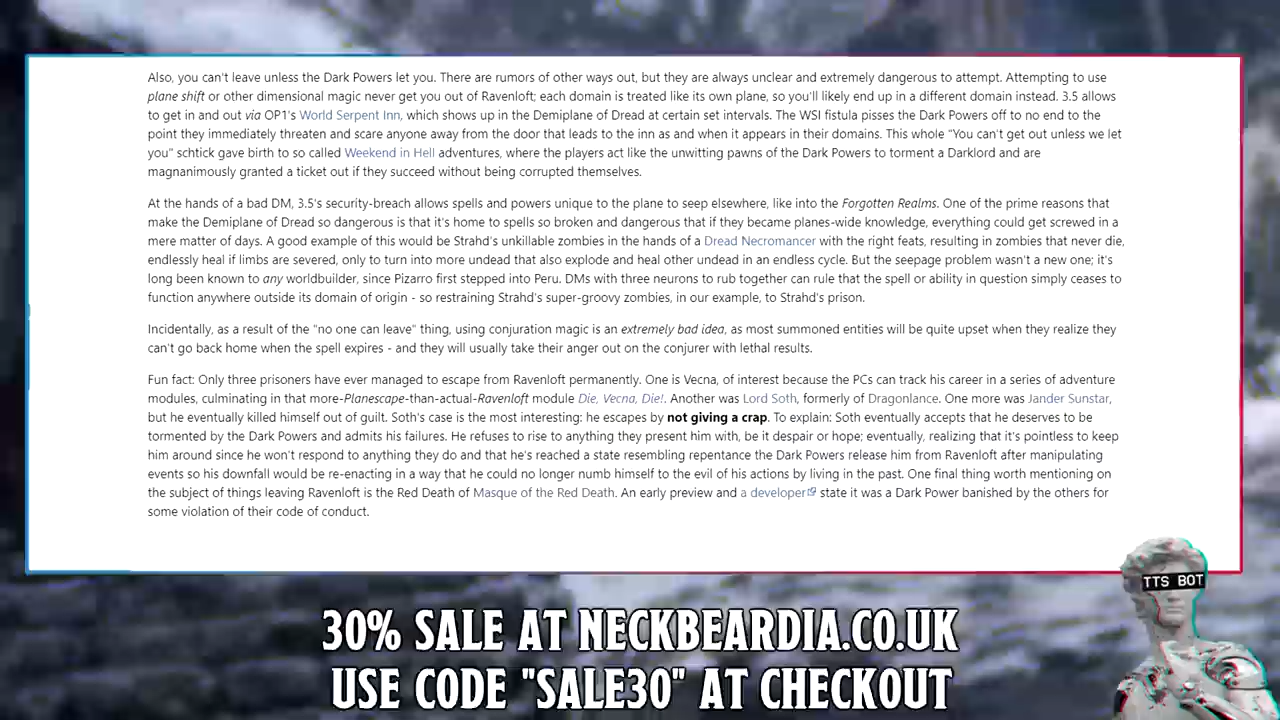 Also, you can't leave unless the Dark Powers let you. There are rumors of other ways out, but they are always unclear and extremely dangerous to attempt. Attempting to use
plane shift or other dimensional magic never get you out of Ravenloft; each domain is treated like its own plane, so you'll likely end up in a different domain instead. 3.5 allows
to get in and out via OP1's World Serpent Inn, which shows up in the Demiplane of Dread at certain set intervals. The WSI fistula pisses the Dark Powers off to no end to the
point they immediately threaten and scare anyone away from the door that leads to the inn as and when it appears in their domains. This whole "You can't get out unless we let
you" schtick gave birth to so called Weekend in Hell adventures, where the players act like the unwitting pawns of the Dark Powers to torment a Darklord and are
magnanimously granted a ticket out if they succeed without being corrupted themselves.
At the hands of a bad DM, 3.5's security-breach allows spells and powers unique to the plane to seep elsewhere, like into the Forgotten Realms. One of the prime reasons that
make the Demiplane of Dread so dangerous is that it's home to spells so broken and dangerous that if they became planes-wide knowledge, everything could get screwed in a
mere matter of days. A good example of this would be Strahd's unkillable zombies in the hands of a Dread Necromancer with the right feats, resulting in zombies that never die,
endlessly heal if limbs are severed, only to turn into more undead that also explode and heal other undead in an endless cycle. But the seepage problem wasn't a new one; it's
long been known to any worldbuilder, since Pizarro first stepped into Peru. DMs with three neurons to rub together can rule that the spell or ability in question simply ceases to
function anywhere outside its domain of origin - so restraining Strahd's super-groovy zombies, in our example, to Strahd's prison.
Incidentally, as a result of the "no one can leave" thing, using conjuration magic is an extremely bad idea, as most summoned entities will be quite upset when they realize they
can't go back home when the spell expires - and they will usually take their anger out on the conjurer with lethal results.
Fun fact: Only three prisoners have ever managed to escape from Ravenloft permanently. One is Vecna, of interest because the PCs can track his career in a series of adventure
modules, culminating in that more-Planescape-than-actual-Ravenloft module Die, Vecna, Die!. Another was Lord Soth, formerly of Dragonlance. One more was Jander Sunstar,
but he eventually killed himself out of guilt. Soth's case is the most interesting: he escapes by not giving a crap. To explain: Soth eventually accepts that he deserves to be
tormented by the Dark Powers and admits his failures. He refuses to rise to anything they present him with, be it despair or hope; eventually, realizing that it's pointless to keep
him around since he won't respond to anything they do and that he's reached a state resembling repentance the Dark Powers release him from Ravenloft after manipulating
events so his downfall would be re-enacting in a way that he could no longer numb himself to the evil of his actions by living in the past. One final thing worth mentioning on
the subject of things leaving Ravenloft is the Red Death of Masque of the Red Death. An early preview and a developer state it was a Dark Power banished by the others for
some violation of their code of conduct.
TTS BOT
30% SALE AT NECKBEARDIA.CO.UK
USE CODE "SALE30" AT CHECKOUT